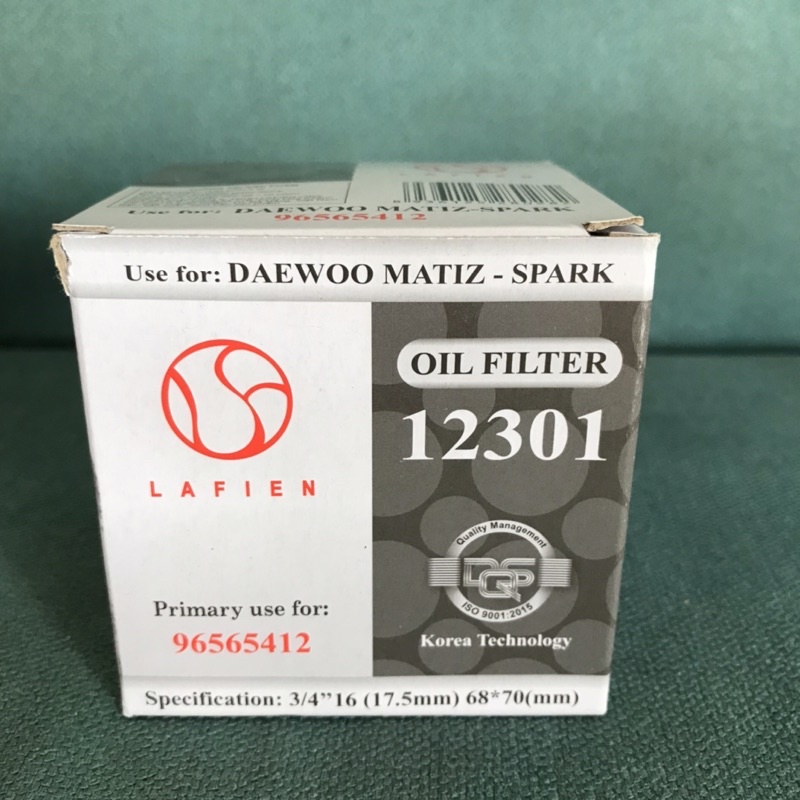 Use for: DAEWOO MATIZ-SPARK
96565412
Use for: DAEWOO MATIZ - SPARK
LAFIEN
OIL FILTER
12301
Quality Management
DQP
ISO 9001:2015
Korea Technology
Primary use for:
96565412
Specification: 3/4”16 (17.5mm) 68*70(mm)